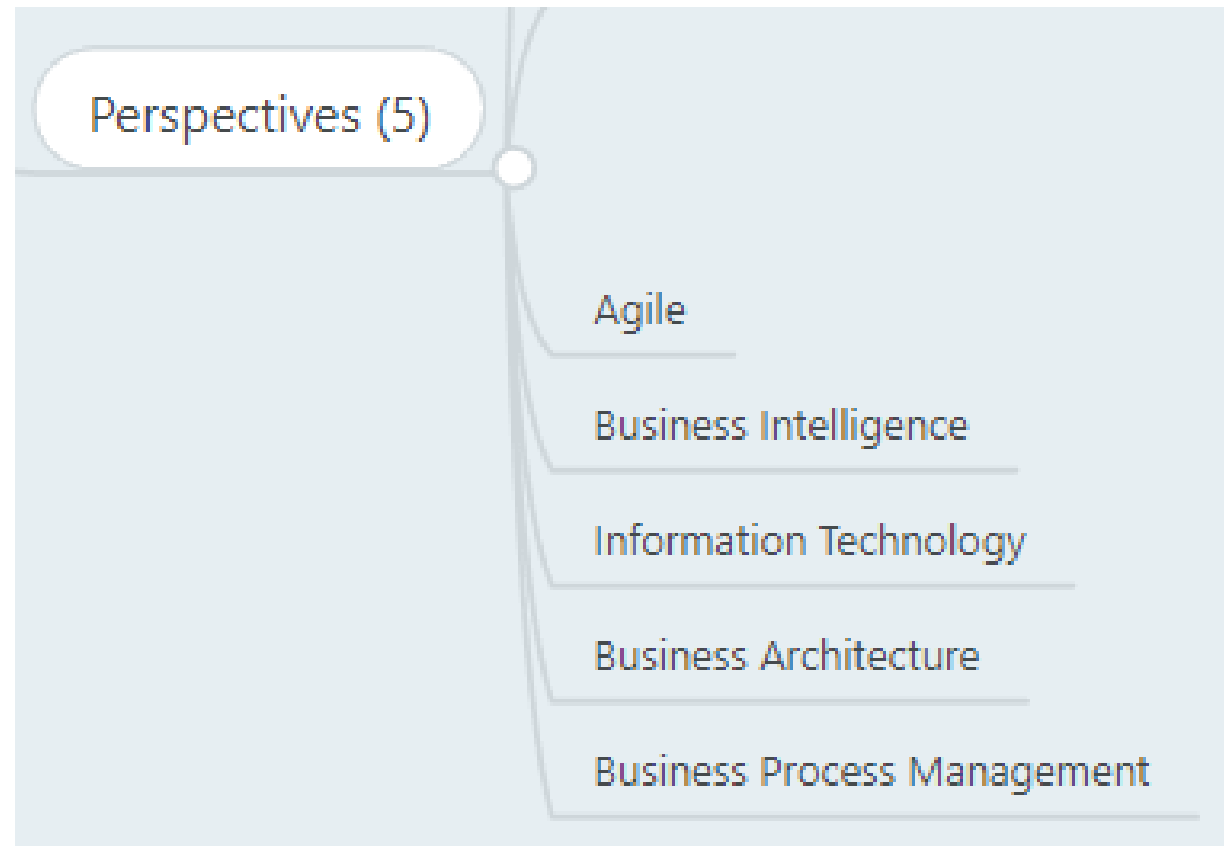 Perspectives (5)
Agile
Business Intelligence
Information Technology
Business Architecture
Business Process Management